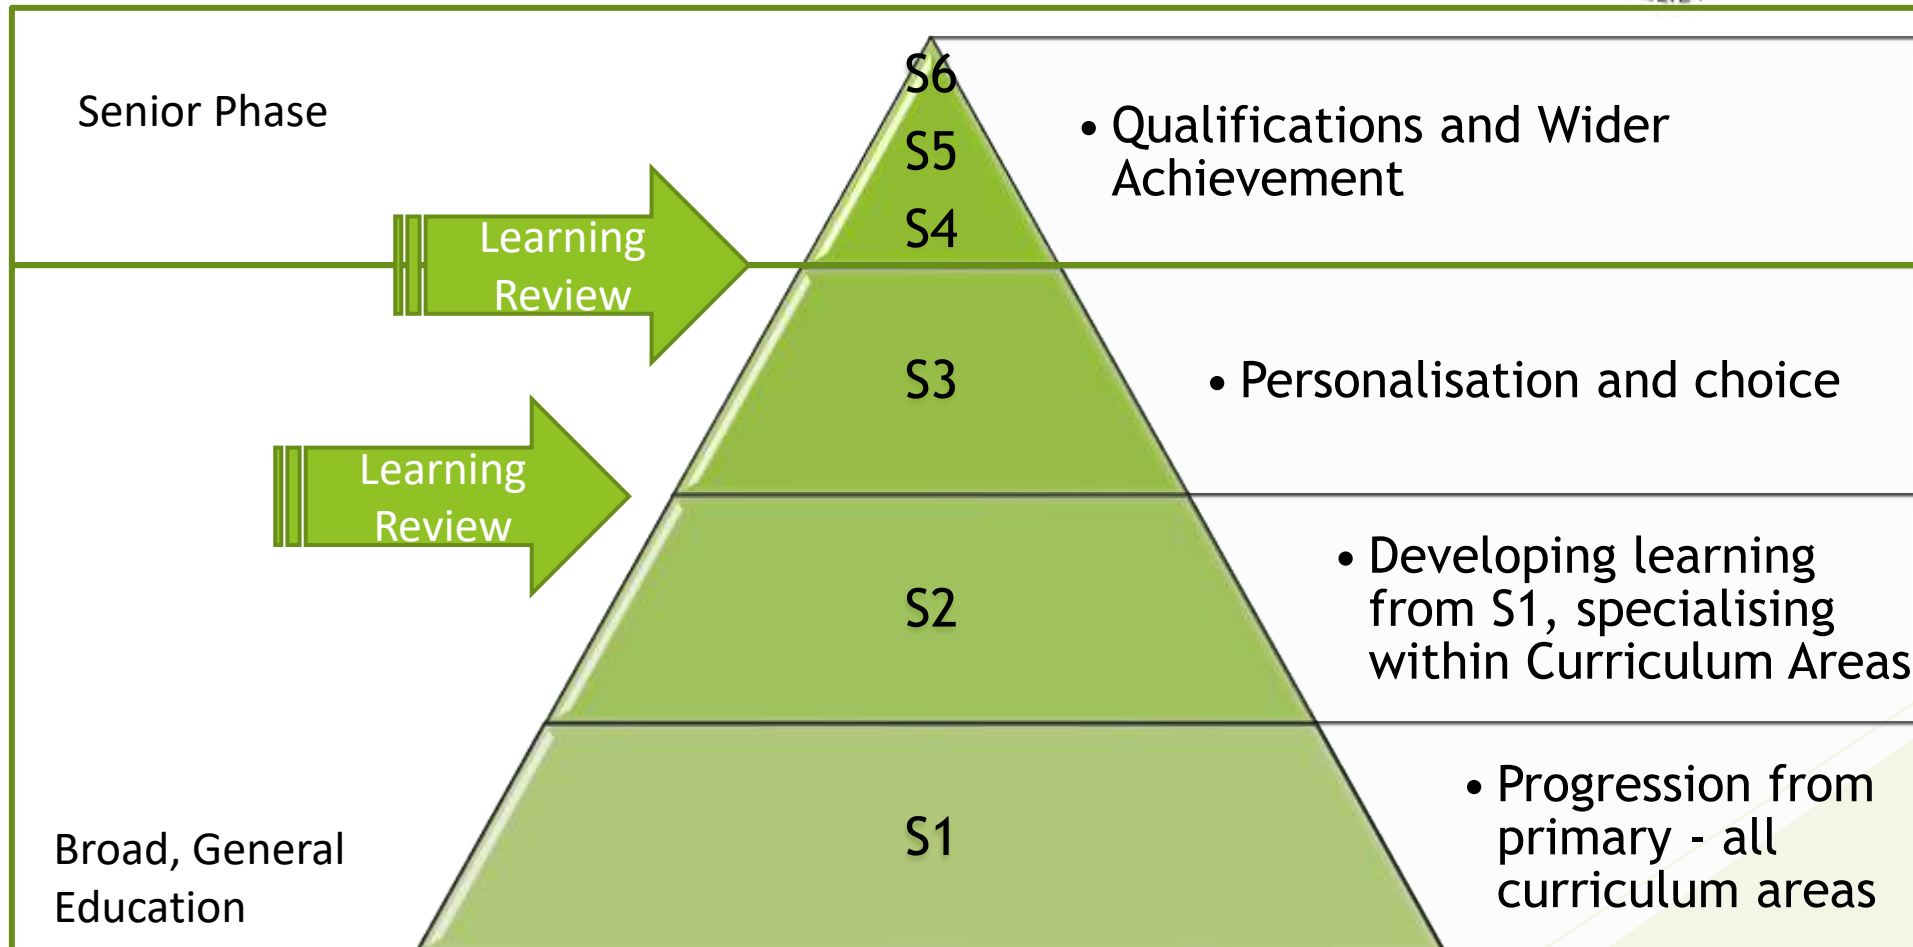 Senior Phase
S6
S5
S4
• Qualifications and Wider
Achievement
Learning
Review
S3
• Personalisation and choice
Learning
Review
S2
• Developing learning
from S1, specialising
within Curriculum Areas
Broad, General
Education
S1
• Progression from
primary - all
curriculum areas